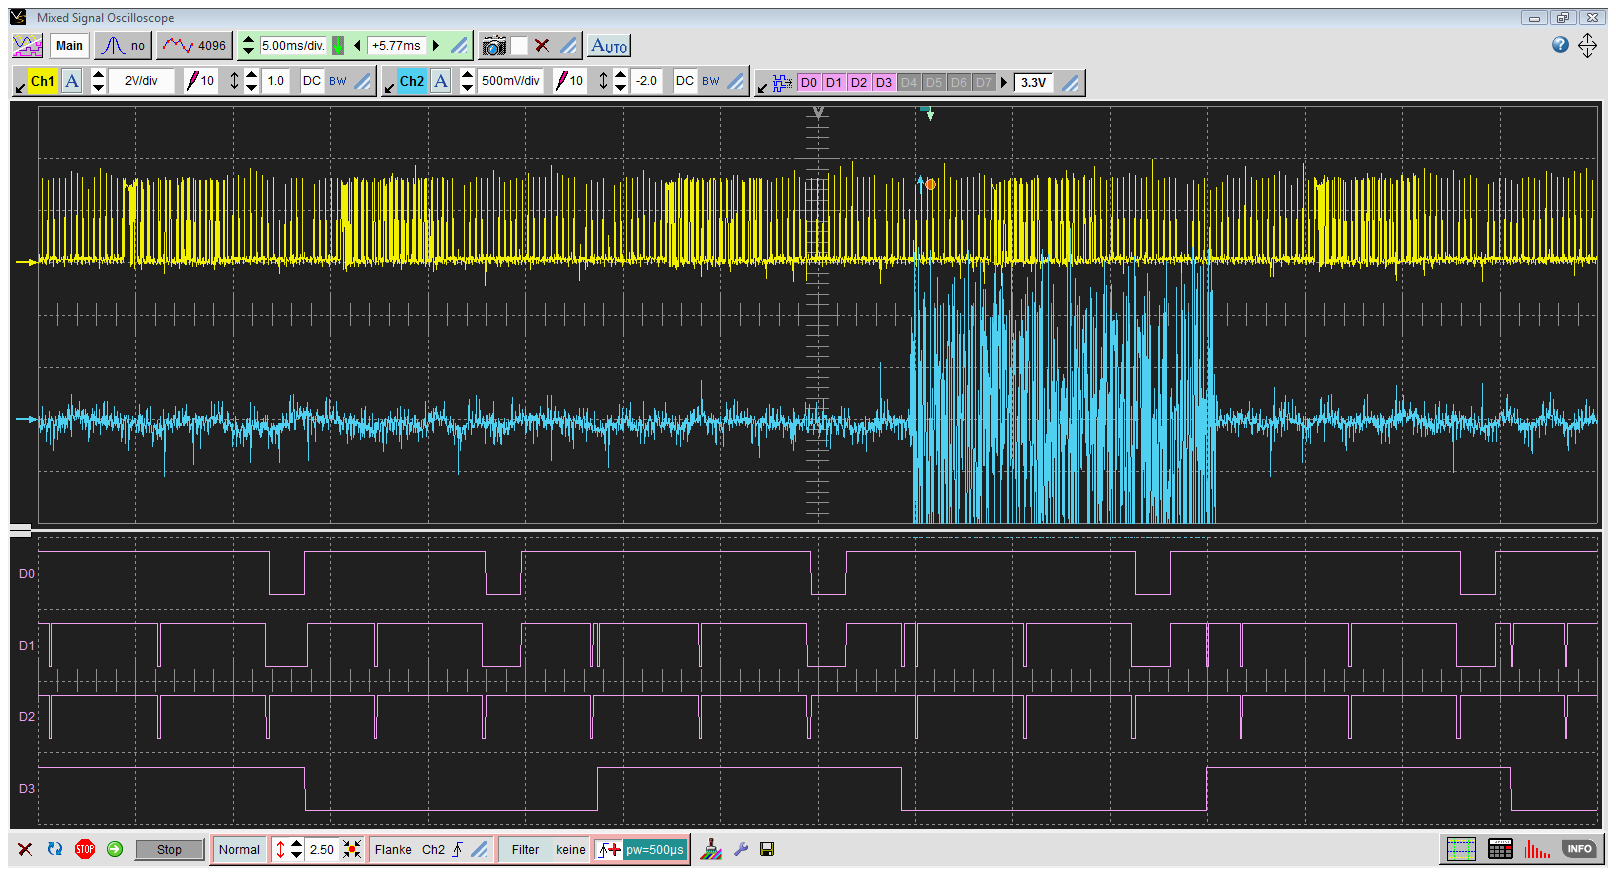 Mixed Signal Oscilloscope
Main no 4096 5.00ms/div. +5.77ms AUTO
Ch1 A 2V/div 10 1.0 DC BW Ch2 A 500mV/div 10 -2.0 DC BW D0 D1 D2 D3 D4 D5 D6 D7 3.3V
D0
D1
D2
D3
STOP Stop Normal 2.50 Flanke Ch2 Filter keine pw=500µs INFO